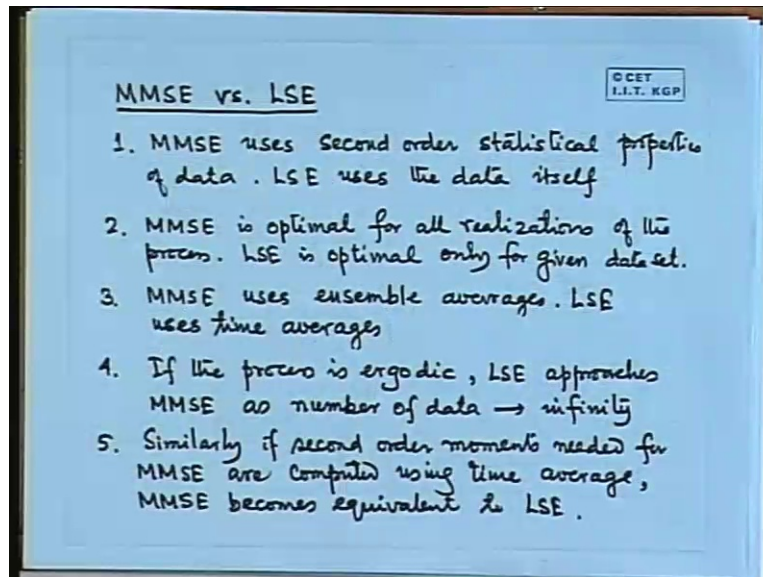 MMSE vs. LSE
© CET
I.I.T. KGP
1. MMSE uses second order statistical properties
of data. LSE uses the data itself
2. MMSE is optimal for all realizations of the
process. LSE is optimal only for given data set.
3. MMSE uses ensemble averages. LSE
uses time averages
4. If the process is ergodic, LSE approaches
MMSE as number of data → infinity
5. Similarly if second order moments needed for
MMSE are computed using time average,
MMSE becomes equivalent to LSE.